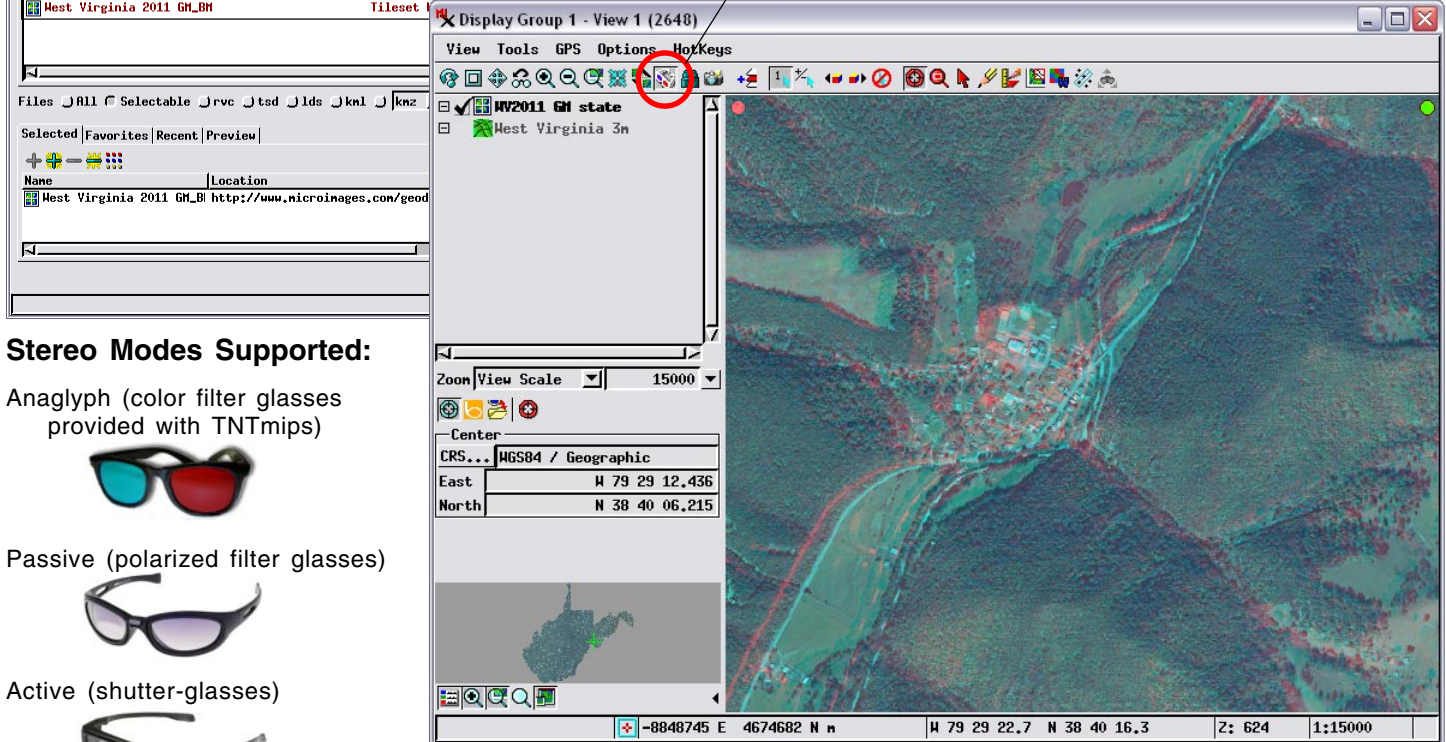 West Virginia 2011 GM_BM Tileset
Files All Selectable rvc tsd lds kml kmz
Selected Favorites Recent Preview
Name Location
West Virginia 2011 GM_B http://www.microimages.com/geod
Stereo Modes Supported:
Anaglyph (color filter glasses
provided with TNTmips)
Passive (polarized filter glasses)
Active (shutter-glasses)
Display Group 1 - View 1 (2648)
View Tools GPS Options HotKeys
WV2011 GM state
West Virginia 3m
Zoom View Scale 15000
Center
CRS... WGS84 / Geographic
East W 79 29 12.436
North N 38 40 06.215
-8848745 E 4674682 N m W 79 29 22.7 N 38 40 16.3 Z: 624 1:15000